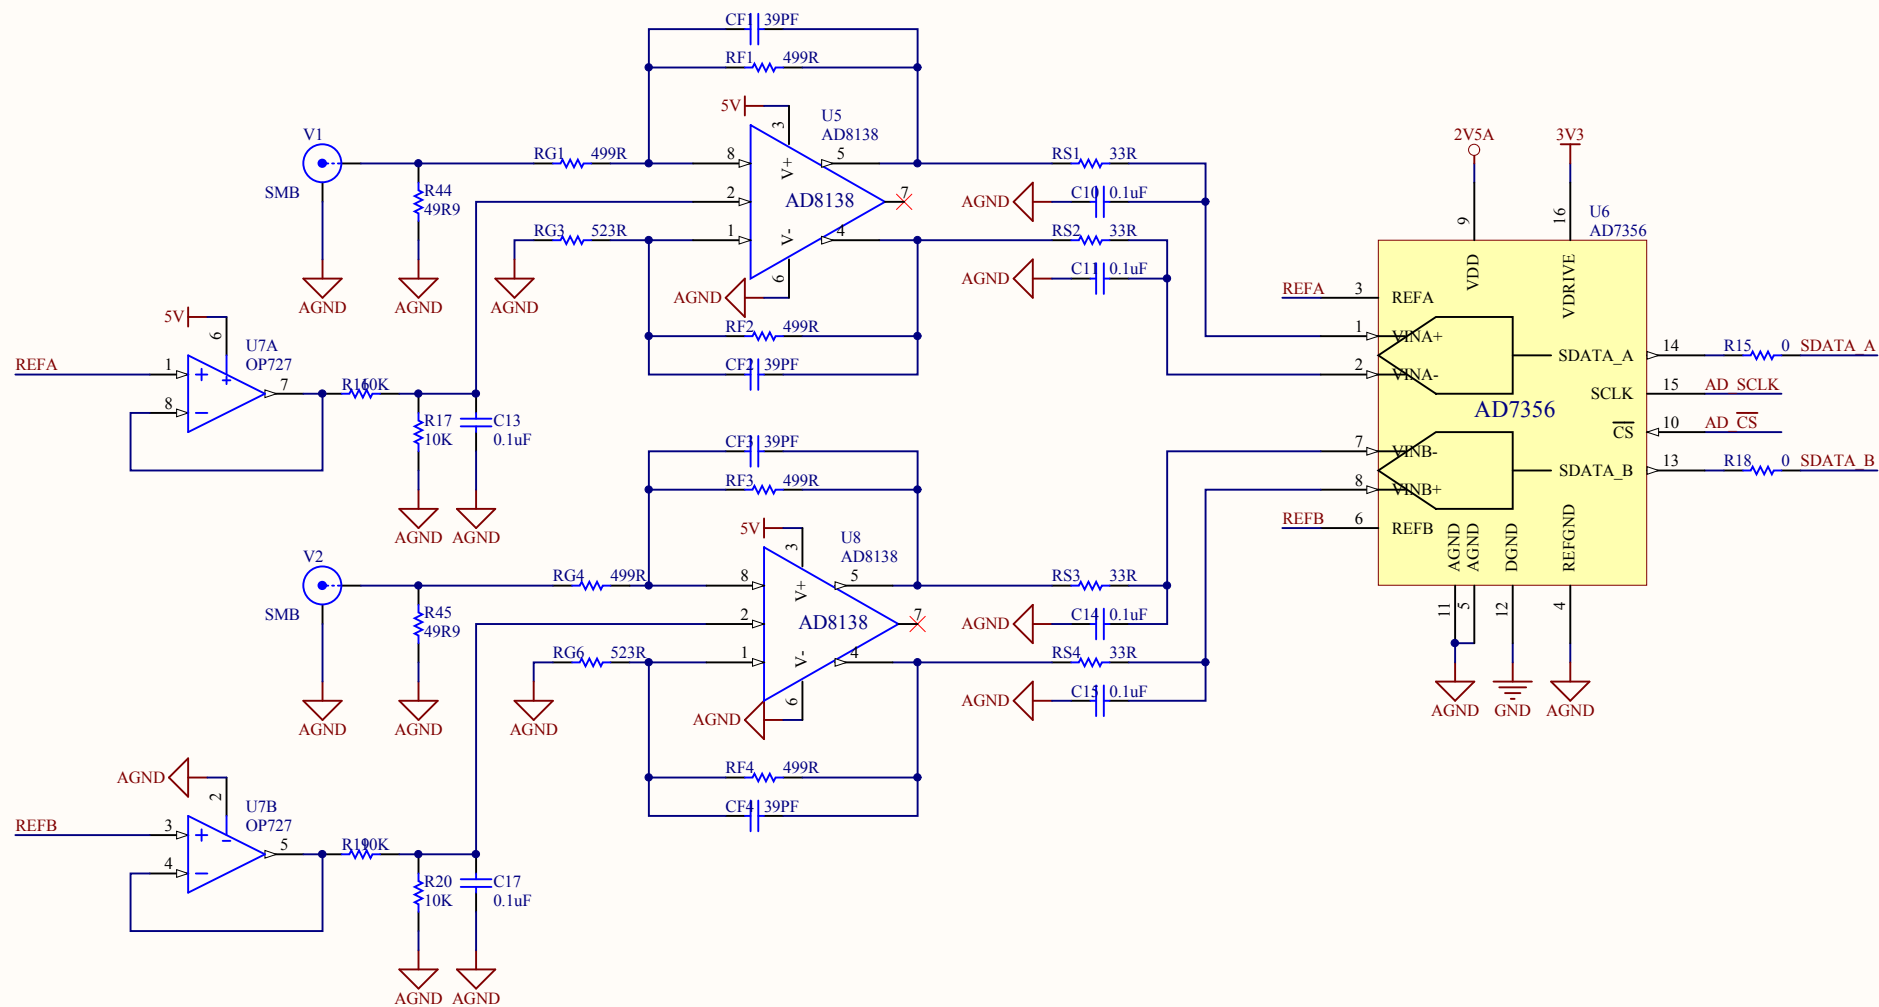 CF1 39PF
RF1 499R
5V
3
U5
AD8138
V1
SMB
R44
49R9
AGND
AGND
RG1 499R
8
2
1
V+
V-
AD8138
5
7
4
6
AGND
RG3 523R
AGND
RF2 499R
CF2 39PF
RS1 33R
AGND
C10 0.1uF
RS2 33R
AGND
C11 0.1uF
5V
6
U7A
OP727
REFA
1
8
7
R16 10K
R17
10K
C13
0.1uF
AGND
AGND
CF3 39PF
RF3 499R
5V
3
U8
AD8138
V2
SMB
R45
49R9
AGND
AGND
RG4 499R
8
2
1
V+
V-
AD8138
5
7
4
6
AGND
RG6 523R
AGND
RF4 499R
CF4 39PF
RS3 33R
AGND
C14 0.1uF
RS4 33R
AGND
C15 0.1uF
AGND
2
U7B
OP727
REFB
3
4
5
R19 10K
R20
10K
C17
0.1uF
AGND
AGND
2V5A
3V3
9
16
U6
AD7356
VDD
VDRIVE
REFA
3
REFA
1
VINA+
2
VINA-
AD7356
7
VINB-
8
VINB+
REFB
6
REFB
SDATA_A
14
R15 0
SDATA_A
SCLK
15
AD_SCLK
CS
10
AD_CS
SDATA_B
13
R18 0
SDATA_B
AGND
AGND
DGND
REFGND
11
5
12
4
AGND
GND
AGND